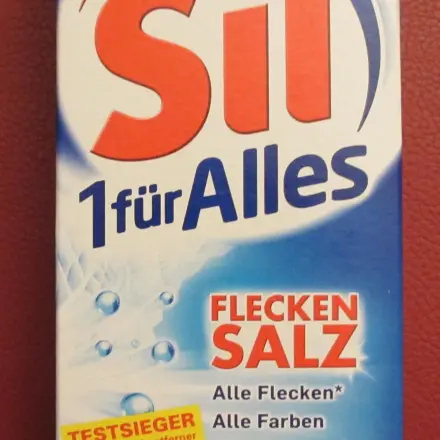 Sil
1 für Alles
FLECKEN
SALZ
Alle Flecken*
Alle Farben
TESTSIEGER